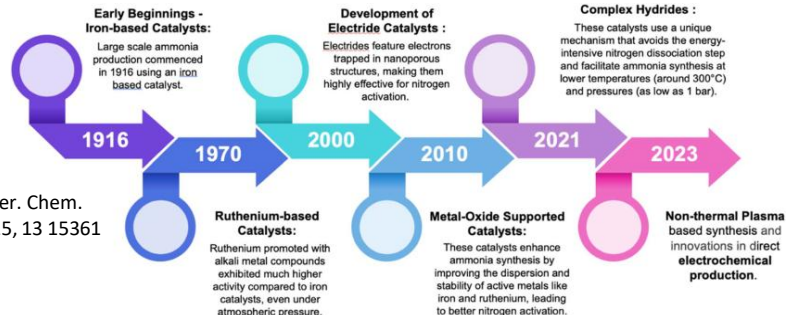 Early Beginnings -
Iron-based Catalysts:
Large scale ammonia
production commenced
in 1916 using an iron
based catalyst.
Development of
Electride Catalysts :
Electrides feature electrons
trapped in nanoporous
structures, making them
highly effective for nitrogen
activation.
Complex Hydrides :
These catalysts use a unique
mechanism that avoids the energy-
intensive nitrogen dissociation step
and facilitate ammonia synthesis at
lower temperatures (around 300°C)
and pressures (as low as 1 bar).
1916
1970
2000
2010
2021
2023
er. Chem.
5, 13 15361
Ruthenium-based
Catalysts:
Ruthenium promoted with
alkali metal compounds
exhibited much higher
activity compared to iron
catalysts, even under
atmospheric pressure.
Metal-Oxide Supported
Catalysts:
These catalysts enhance
ammonia synthesis by
improving the dispersion and
stability of active metals like
iron and ruthenium, leading
to better nitrogen activation.
Non-thermal Plasma
based synthesis and
innovations in direct
electrochemical
production.